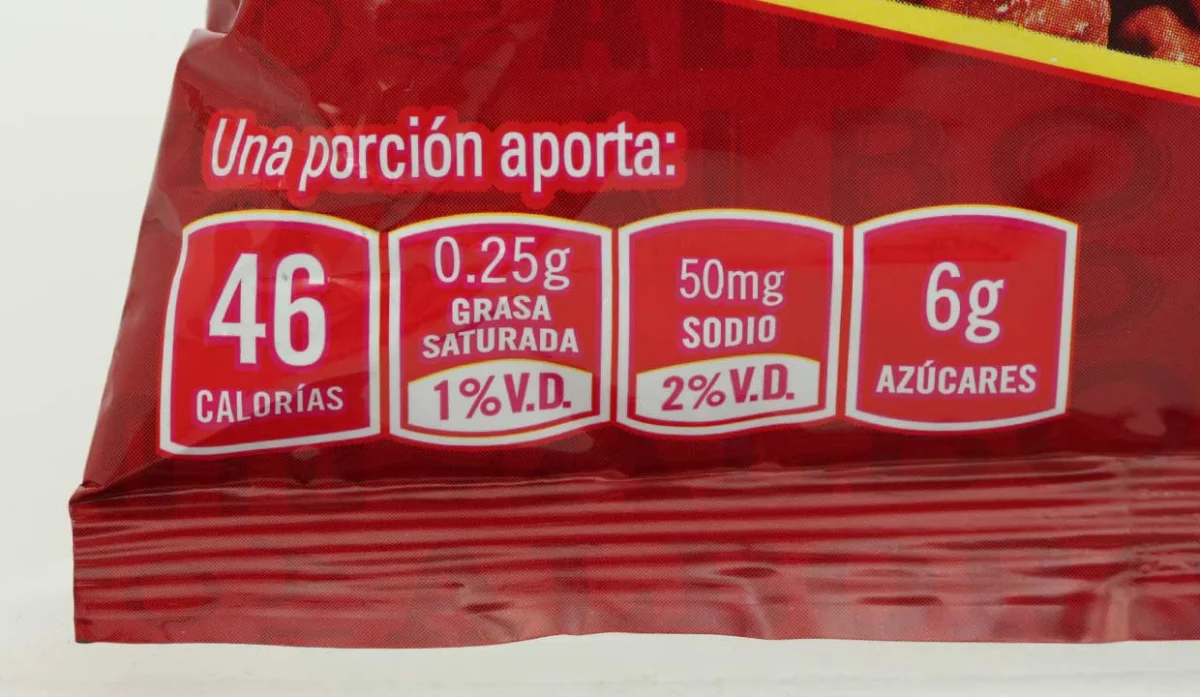 Una porción aporta:
46
CALORÍAS
0.25g
GRASA
SATURADA
1%V.D.
50mg
SODIO
2%V.D.
6g
AZÚCARES